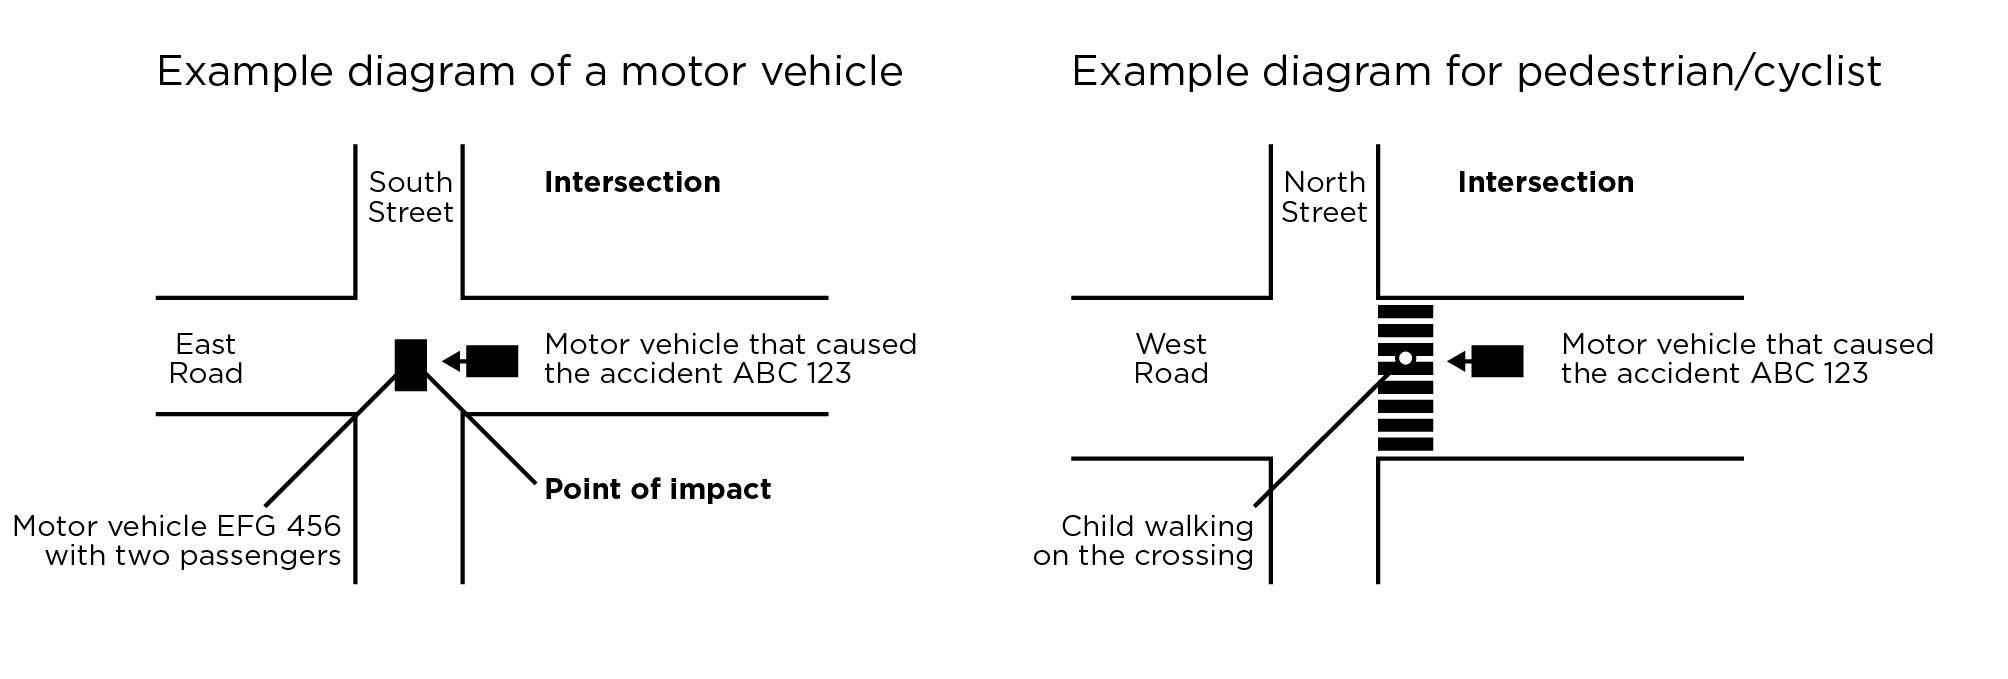 Example diagram of a motor vehicle
South
Street
Intersection
East
Road
Motor vehicle that caused
the accident ABC 123
Point of impact
Motor vehicle EFG 456
with two passengers
Example diagram for pedestrian/cyclist
North
Street
Intersection
West
Road
Motor vehicle that caused
the accident ABC 123
Child walking
on the crossing